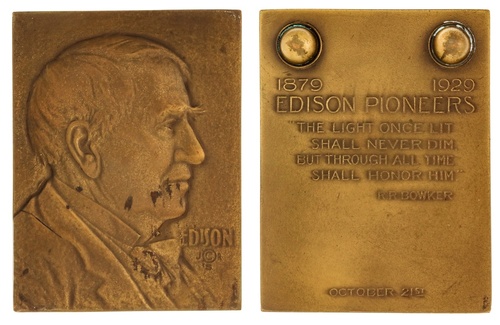 EDISON
1879 1929
EDISON PIONEERS
"THE LIGHT ONCE LIT
SHALL NEVER DIM
BUT THROUGH ALL TIME
SHALL HONOR HIM"
R.R. BOWKER
OCTOBER 21ST